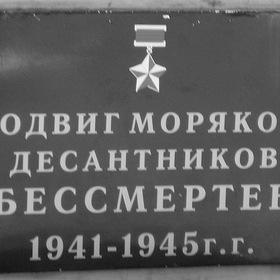 ОДВИГ МОРЯКО
ДЕСАНТНИКОВ
БЕССМЕРТЕ
1941-1945г.г.